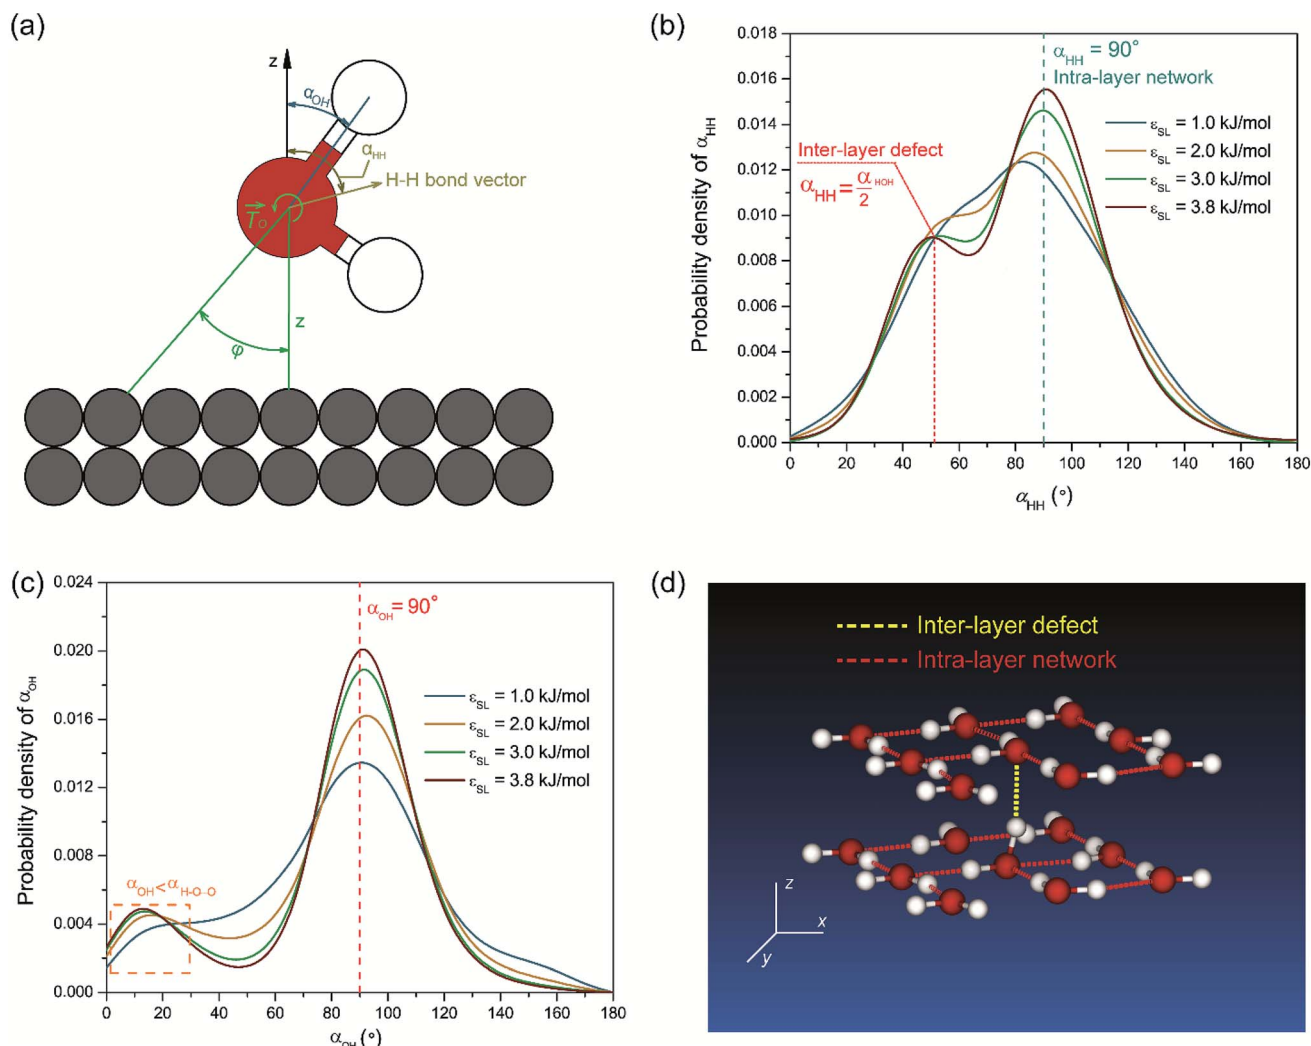 (a)
z
α_OH
α_HH
H-H bond vector
T_O
z
φ
(b)
Probability density of α_HH
0.018
0.016
0.014
0.012
0.010
0.008
0.006
0.004
0.002
0.000
α_HH = 90°
Intra-layer network
Inter-layer defect
α_HH = α_HOH/2
ε_SL = 1.0 kJ/mol
ε_SL = 2.0 kJ/mol
ε_SL = 3.0 kJ/mol
ε_SL = 3.8 kJ/mol
0 20 40 60 80 100 120 140 160 180
α_HH (°)
(c)
Probability density of α_OH
0.024
0.020
0.016
0.012
0.008
0.004
0.000
α_OH = 90°
ε_SL = 1.0 kJ/mol
ε_SL = 2.0 kJ/mol
ε_SL = 3.0 kJ/mol
ε_SL = 3.8 kJ/mol
α_OH < α_H-O--O
0 20 40 60 80 100 120 140 160 180
α_OH (°)
(d)
Inter-layer defect
Intra-layer network
z
x
y